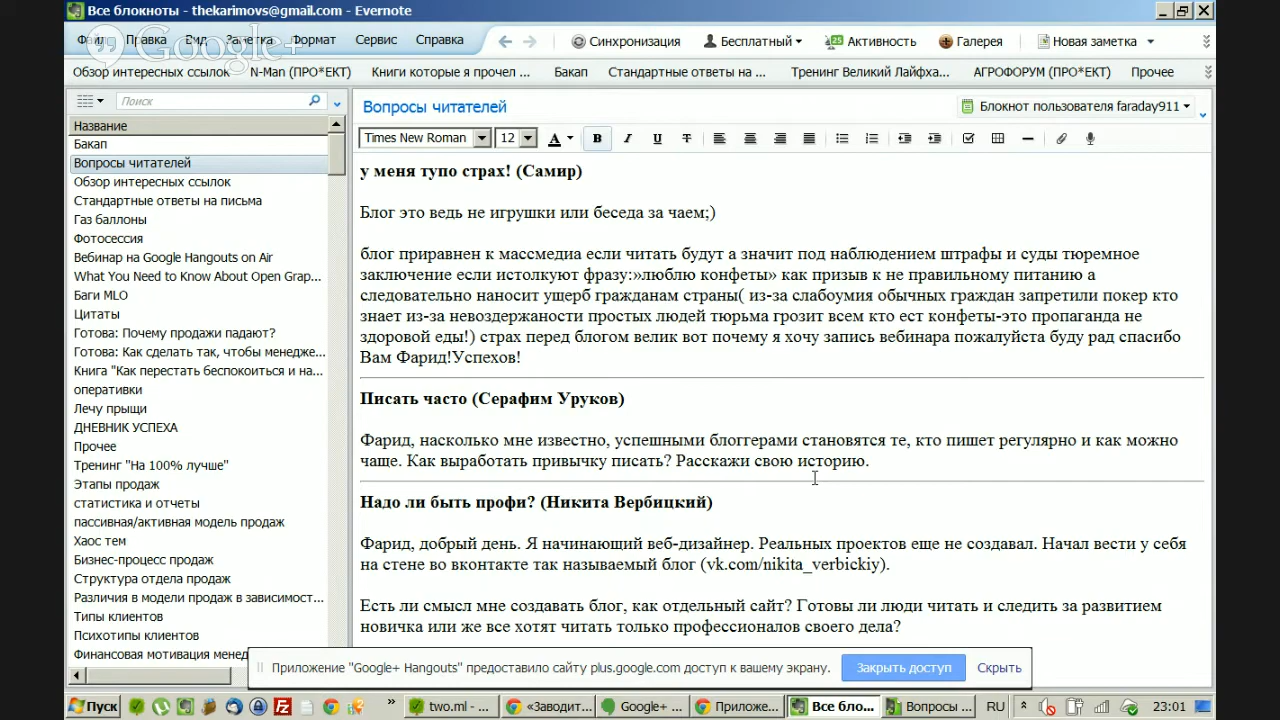 Все блокноты - thekarimovs@gmail.com - Evernote
Файл Правка Вид Заметка Формат Сервис Справка
Google+
Синхронизация Бесплатный Активность Галерея Новая заметка
Обзор интересных ссылок N-Man (ПРО*ЕКТ) Книги которые я прочел ... Бакап Стандартные ответы на ... Тренинг Великий Лайфха... АГРОФОРУМ (ПРО*ЕКТ) Прочее
Поиск
Название
Бакап
Вопросы читателей
Обзор интересных ссылок
Стандартные ответы на письма
Газ баллоны
Фотосессия
Вебинар на Google Hangouts on Air
What You Need to Know About Open Grap...
Баги MLO
Цитаты
Готова: Почему продажи падают?
Готова: Как сделать так, чтобы менедже...
Книга "Как перестать беспокоиться и на...
оперативки
Лечу прыщи
ДНЕВНИК УСПЕХА
Прочее
Тренинг "На 100% лучше"
Этапы продаж
статистика и отчеты
пассивная/активная модель продаж
Хаос тем
Бизнес-процесс продаж
Структура отдела продаж
Различия в модели продаж в зависимост...
Типы клиентов
Психотипы клиентов
Финансовая мотивация менед
Вопросы читателей
Блокнот пользователя faraday911
Times New Roman 12
у меня тупо страх! (Самир)
Блог это ведь не игрушки или беседа за чаем;)
блог приравнен к массмедиа если читать будут а значит под наблюдением штрафы и суды тюремное
заключение если истолкуют фразу:»люблю конфеты» как призыв к не правильному питанию а
следовательно наносит ущерб гражданам страны( из-за слабоумия обычных граждан запретили покер кто
знает из-за невоздержаности простых людей тюрьма грозит всем кто ест конфеты-это пропаганда не
здоровой еды!) страх перед блогом велик вот почему я хочу запись вебинара пожалуйста буду рад спасибо
Вам Фарид!Успехов!
Писать часто (Серафим Уруков)
Фарид, насколько мне известно, успешными блоггерами становятся те, кто пишет регулярно и как можно
чаще. Как выработать привычку писать? Расскажи свою историю.
Надо ли быть профи? (Никита Вербицкий)
Фарид, добрый день. Я начинающий веб-дизайнер. Реальных проектов еще не создавал. Начал вести у себя
на стене во вконтакте так называемый блог (vk.com/nikita_verbickiy).
Есть ли смысл мне создавать блог, как отдельный сайт? Готовы ли люди читать и следить за развитием
новичка или же все хотят читать только профессионалов своего дела?
Приложение "Google+ Hangouts" предоставило сайту plus.google.com доступ к вашему экрану. Закрыть доступ Скрыть
Пуск two.ml - ... «Заводит... Google+ ... Приложе... Все бло... Вопросы ... RU 23:01